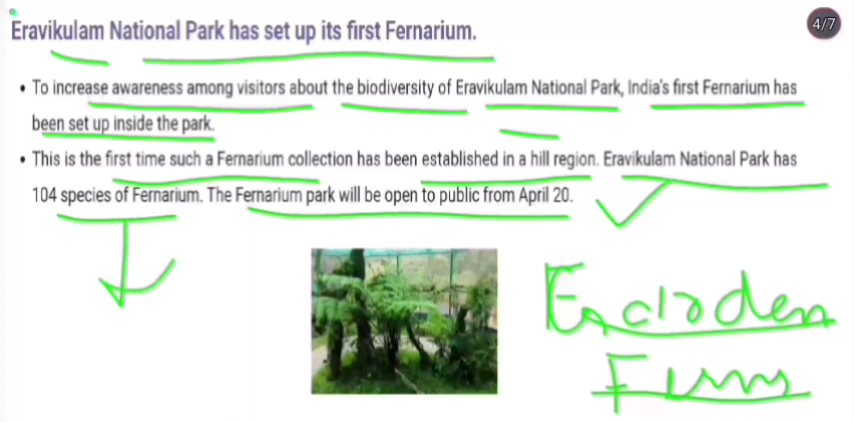 Eravikulam National Park has set up its first Fernarium.
4/7
• To increase awareness among visitors about the biodiversity of Eravikulam National Park, India's first Fernarium has
been set up inside the park.
• This is the first time such a Fernarium collection has been established in a hill region. Eravikulam National Park has
104 species of Fernarium. The Fernarium park will be open to public from April 20.